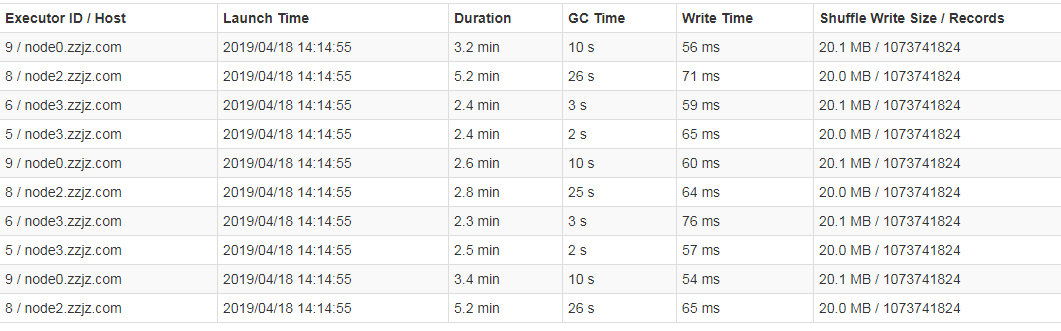 Executor ID / Host Launch Time Duration GC Time Write Time Shuffle Write Size / Records
9 / node0.zzjz.com 2019/04/18 14:14:55 3.2 min 10 s 56 ms 20.1 MB / 1073741824
8 / node2.zzjz.com 2019/04/18 14:14:55 5.2 min 26 s 71 ms 20.0 MB / 1073741824
6 / node3.zzjz.com 2019/04/18 14:14:55 2.4 min 3 s 59 ms 20.1 MB / 1073741824
5 / node3.zzjz.com 2019/04/18 14:14:55 2.4 min 2 s 65 ms 20.0 MB / 1073741824
9 / node0.zzjz.com 2019/04/18 14:14:55 2.6 min 10 s 60 ms 20.1 MB / 1073741824
8 / node2.zzjz.com 2019/04/18 14:14:55 2.8 min 25 s 64 ms 20.0 MB / 1073741824
6 / node3.zzjz.com 2019/04/18 14:14:55 2.3 min 3 s 76 ms 20.1 MB / 1073741824
5 / node3.zzjz.com 2019/04/18 14:14:55 2.5 min 2 s 57 ms 20.0 MB / 1073741824
9 / node0.zzjz.com 2019/04/18 14:14:55 3.4 min 10 s 54 ms 20.1 MB / 1073741824
8 / node2.zzjz.com 2019/04/18 14:14:55 5.2 min 26 s 65 ms 20.0 MB / 1073741824